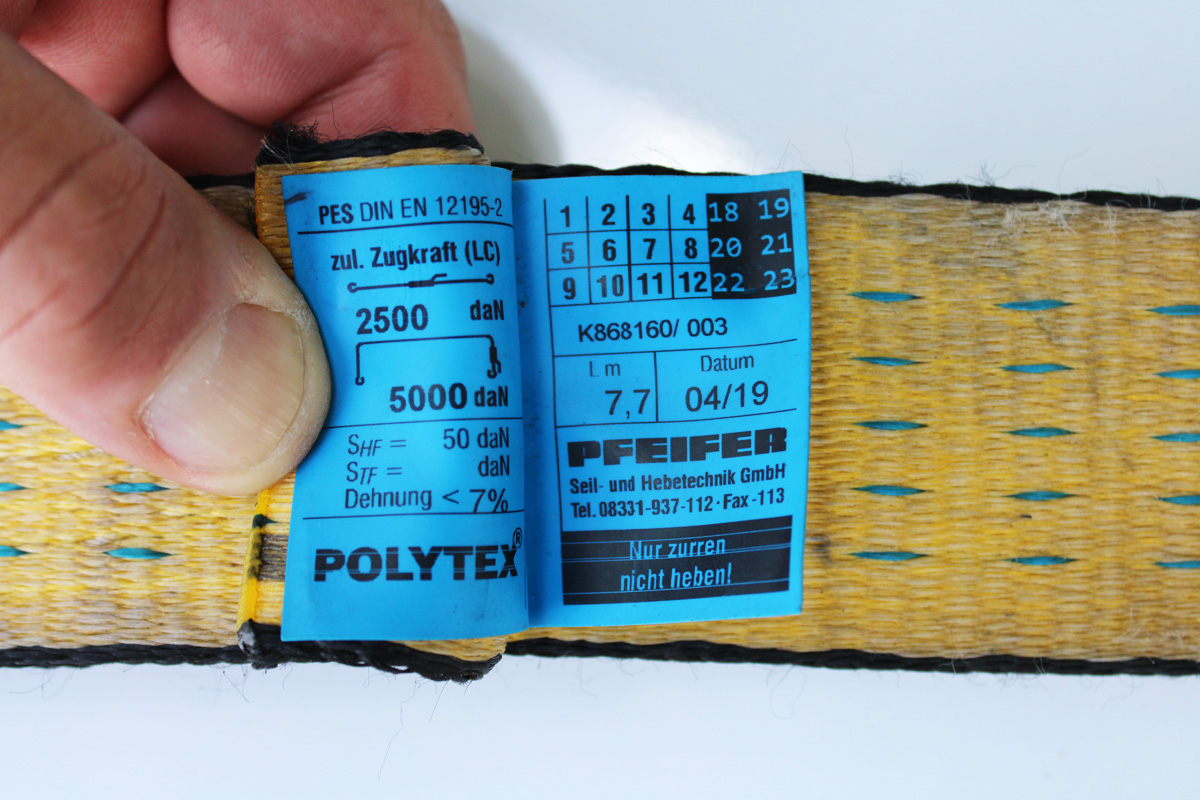 PES DIN EN 12195-2
zul. Zugkraft (LC)
2500 daN
5000 daN
SHF = 50 daN
STF = daN
Dehnung < 7%
POLYTEX®
1 2 3 4 18 19
5 6 7 8 20 21
9 10 11 12 22 23
K868160/ 003
L m Datum
7,7 04/19
PFEIFER
Seil- und Hebetechnik GmbH
Tel. 08331-937-112 · Fax -113
Nur zurren
nicht heben!